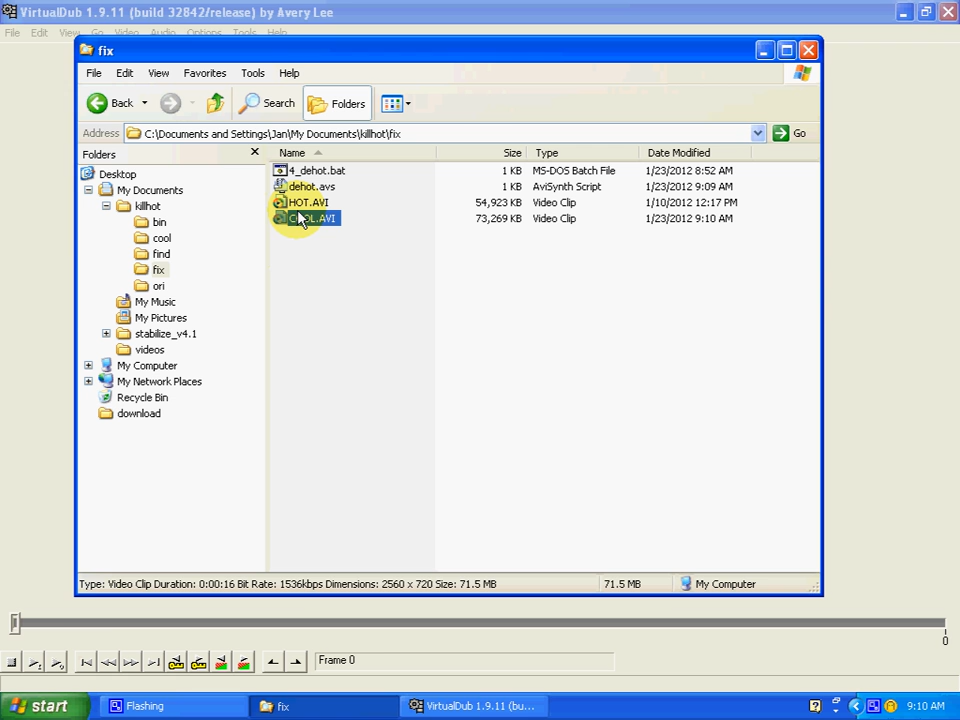 VirtualDub 1.9.11 (build 32842/release) by Avery Lee
File Edit View Go Video Audio Options Tools Help
fix
File Edit View Favorites Tools Help
Back Search Folders
Address C:\Documents and Settings\Jan\My Documents\killhot\fix Go
Folders
Name Size Type Date Modified
Desktop
My Documents
killhot
bin
cool
find
fix
ori
My Music
My Pictures
stabilize_v4.1
videos
My Computer
My Network Places
Recycle Bin
download
4_dehot.bat 1 KB MS-DOS Batch File 1/23/2012 8:52 AM
dehot.avs 1 KB AviSynth Script 1/23/2012 9:09 AM
HOT.AVI 54,923 KB Video Clip 1/10/2012 12:17 PM
COOL.AVI 73,269 KB Video Clip 1/23/2012 9:10 AM
Type: Video Clip Duration: 0:00:16 Bit Rate: 1536kbps Dimensions: 2560 x 720 Size: 71.5 MB 71.5 MB My Computer
0
Frame 0
start Flashing fix VirtualDub 1.9.11 (bu... 9:10 AM